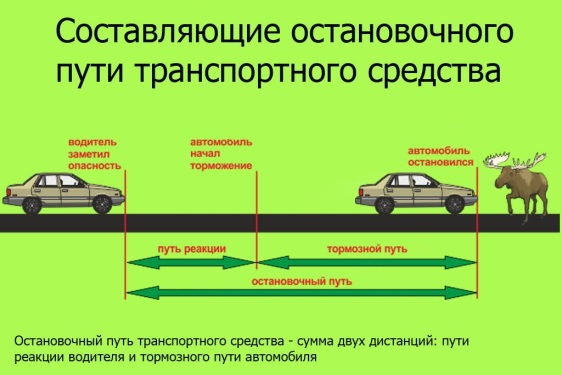 Составляющие остановочного
пути транспортного средства
водитель
заметил
опасность
автомобиль
начал
торможение
автомобиль
остановился
путь реакции
тормозной путь
остановочный путь
Остановочный путь транспортного средства - сумма двух дистанций: пути
реакции водителя и тормозного пути автомобиля